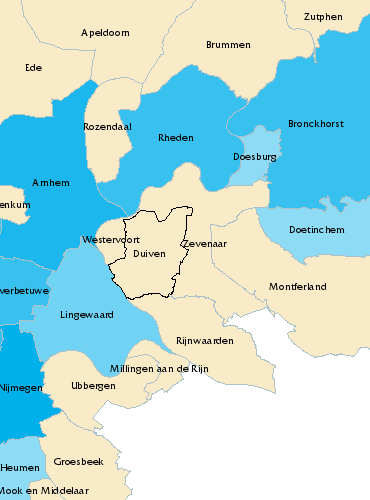 Zutphen
Apeldoorn
Brummen
Ede
Bronckhorst
Rozendaal
Rheden
Doesburg
Arnhem
enkum
Doetinchem
Westervoort
Zevenaar
Duiven
Montferland
verbetuwe
Lingewaard
Rijnwaarden
Millingen aan de Rijn
Nijmegen
Ubbergen
Groesbeek
Heumen
Mook en Middelaar